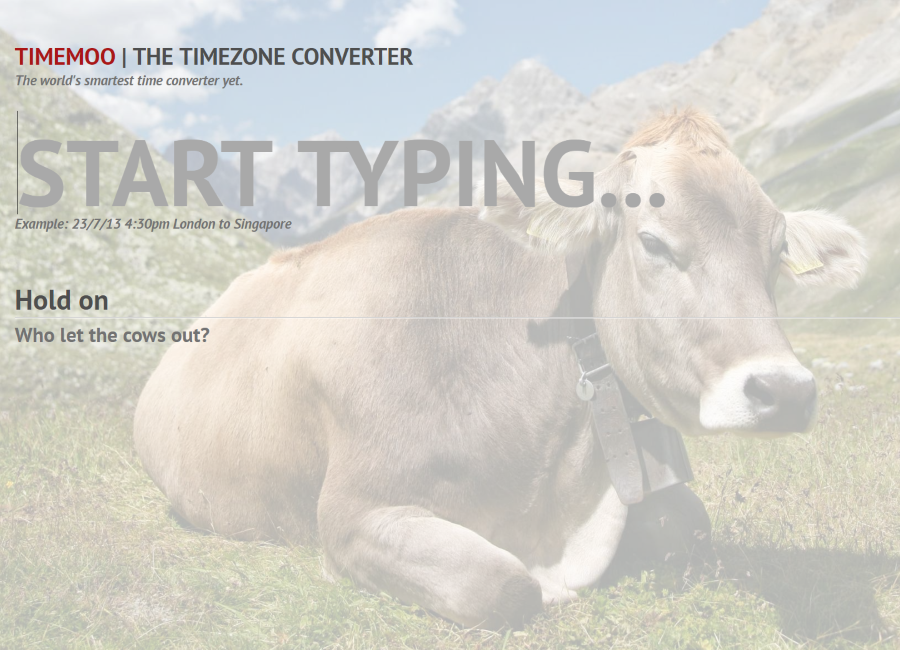 TIMEMOO | THE TIMEZONE CONVERTER
The world's smartest time converter yet.
START TYPING...
Example: 23/7/13 4:30pm London to Singapore
Hold on
Who let the cows out?